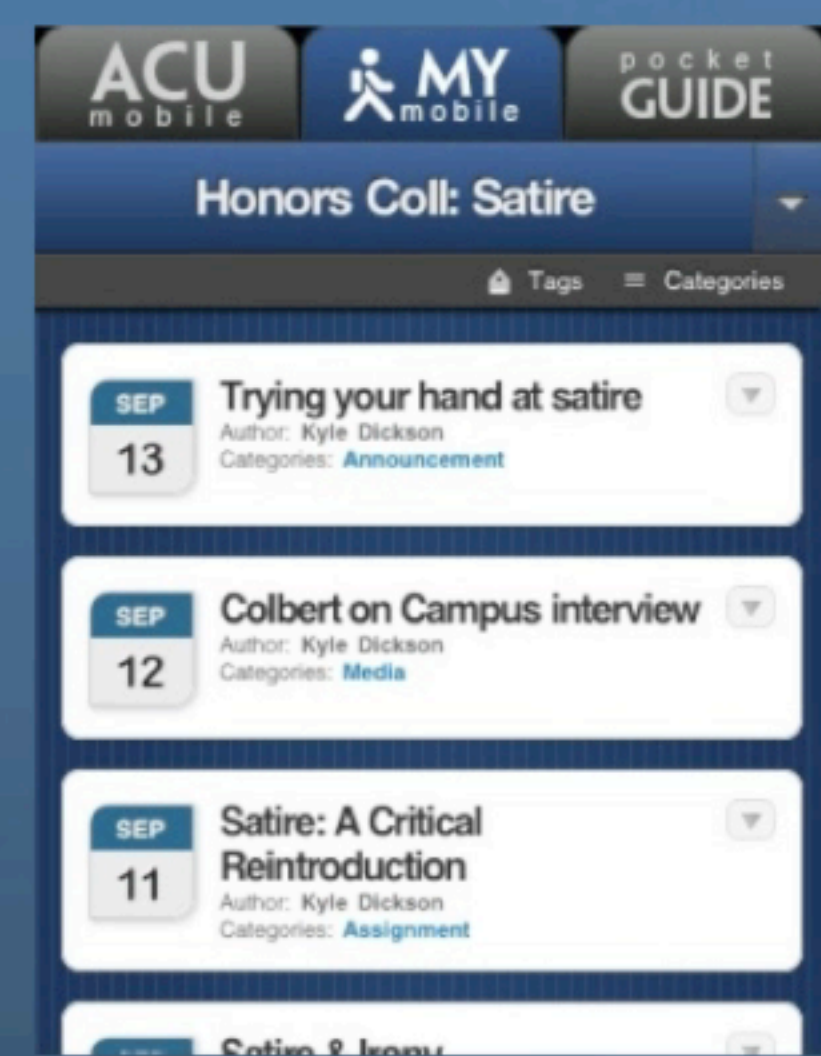 ACU
mobile
MY
mobile
pocket
GUIDE
Honors Coll: Satire
Tags
Categories
SEP
13
Trying your hand at satire
Author: Kyle Dickson
Categories: Announcement
SEP
12
Colbert on Campus interview
Author: Kyle Dickson
Categories: Media
SEP
11
Satire: A Critical
Reintroduction
Author: Kyle Dickson
Categories: Assignment
Satire & Irony